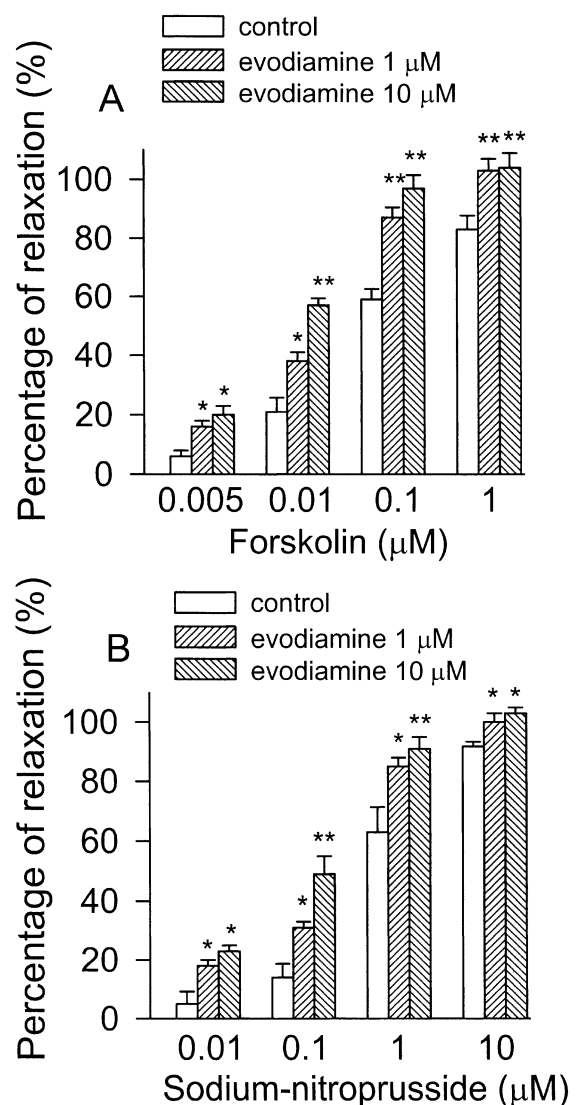 control
evodiamine 1 μM
evodiamine 10 μM
A
Percentage of relaxation (%)
100
80
60
40
20
0
* *
* **
** **
** **
0.005 0.01 0.1 1
Forskolin (μM)
control
evodiamine 1 μM
evodiamine 10 μM
B
Percentage of relaxation (%)
100
80
60
40
20
0
* *
* **
* **
* *
0.01 0.1 1 10
Sodium-nitroprusside (μM)